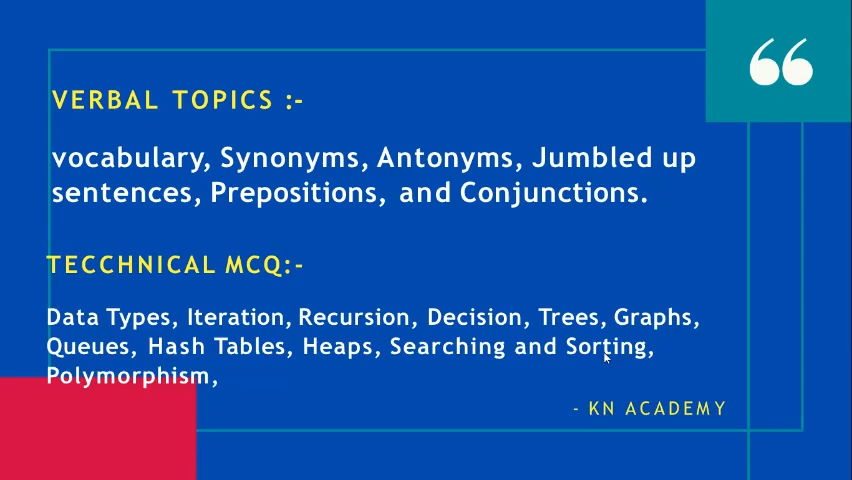 VERBAL TOPICS :-
vocabulary, Synonyms, Antonyms, Jumbled up
sentences, Prepositions, and Conjunctions.
TECCHNICAL MCQ:-
Data Types, Iteration, Recursion, Decision, Trees, Graphs,
Queues, Hash Tables, Heaps, Searching and Sorting,
Polymorphism,
- KN ACADEMY